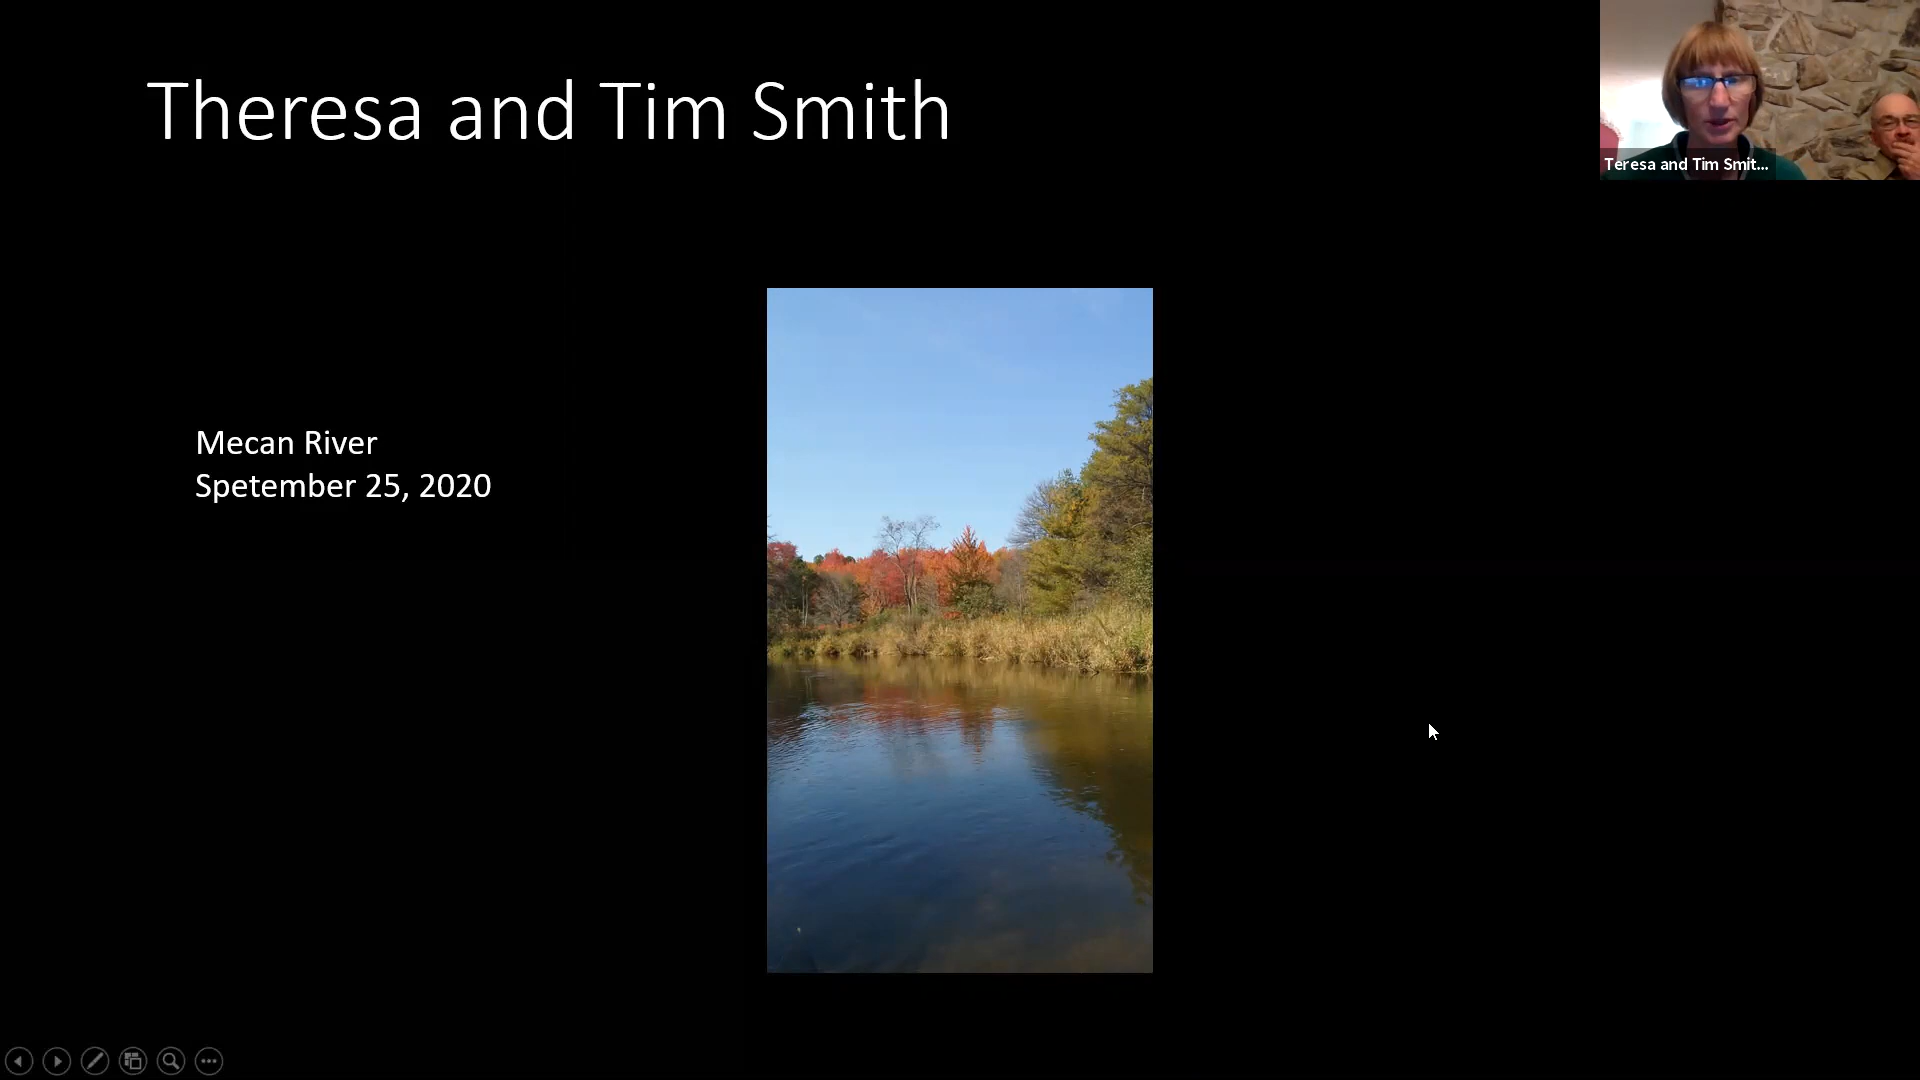 Theresa and Tim Smith
Teresa and Tim Smit...
Mecan River
Spetember 25, 2020